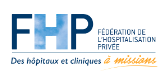 FHP
FÉDÉRATION DE
L'HOSPITALISATION
PRIVÉE
Des hôpitaux et cliniques à missions